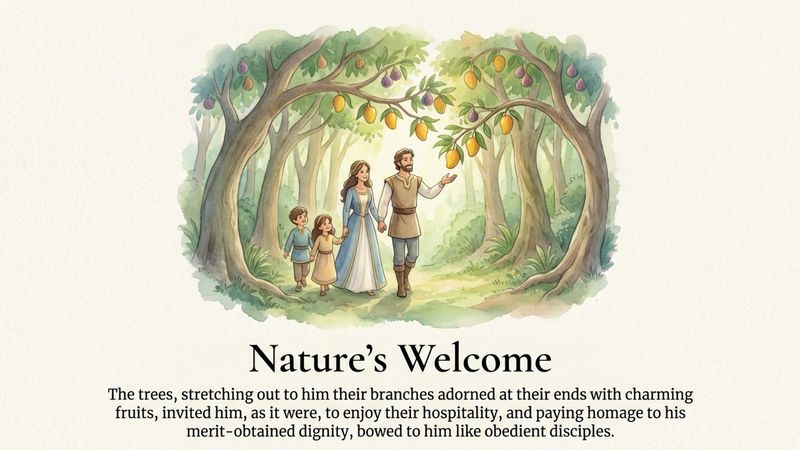 Nature’s Welcome
The trees, stretching out to him their branches adorned at their ends with charming
fruits, invited him, as it were, to enjoy their hospitality, and paying homage to his
merit-obtained dignity, bowed to him like obedient disciples.